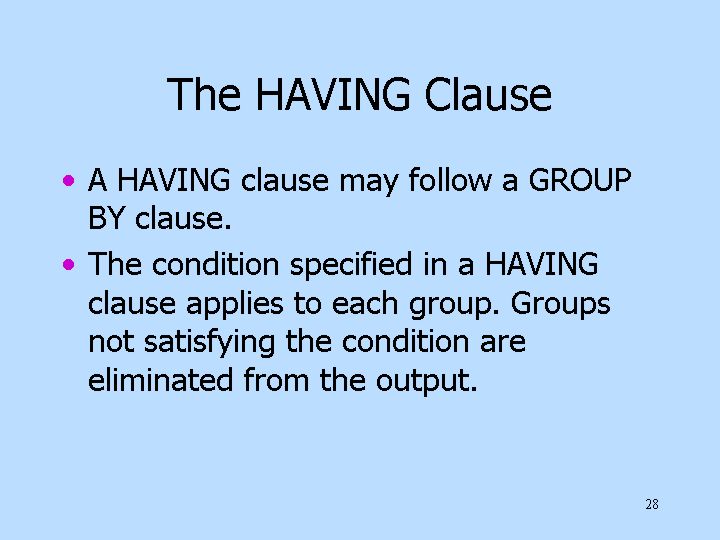 The HAVING Clause
• A HAVING clause may follow a GROUP
BY clause.
• The condition specified in a HAVING
clause applies to each group. Groups
not satisfying the condition are
eliminated from the output.
28